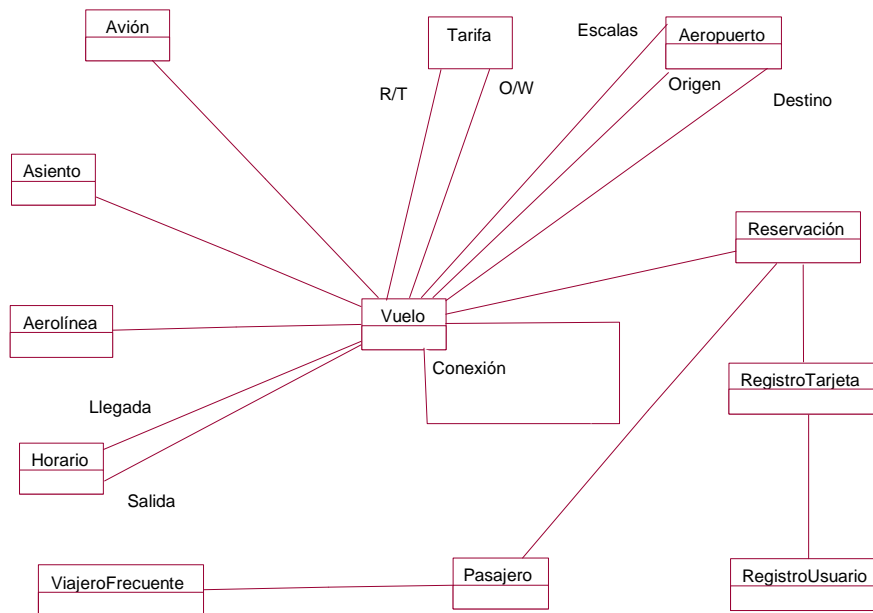 Avión
Tarifa
Escalas
Aeropuerto
R/T
O/W
Origen
Destino
Asiento
Reservación
Aerolínea
Vuelo
Conexión
RegistroTarjeta
Llegada
Horario
Salida
ViajeroFrecuente
Pasajero
RegistroUsuario